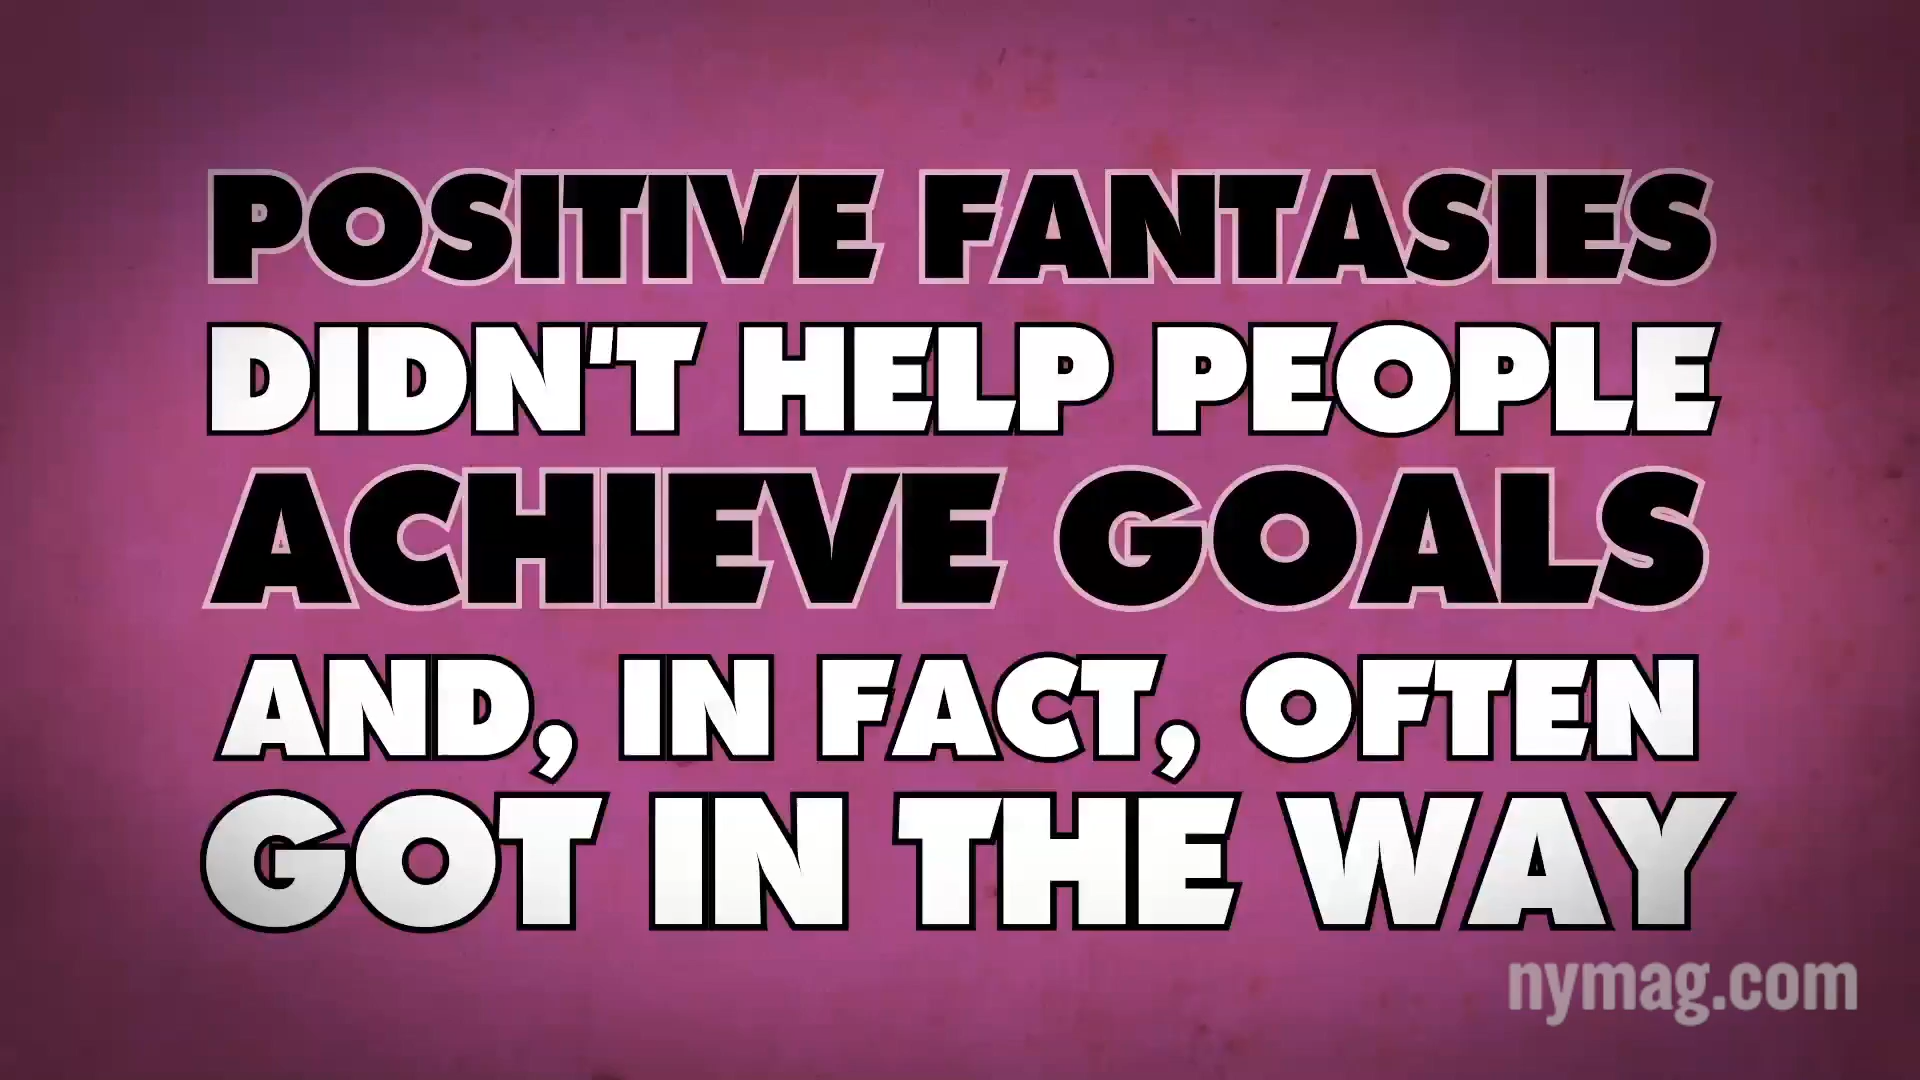 POSITIVE FANTASIES
DIDN'T HELP PEOPLE
ACHIEVE GOALS
AND, IN FACT, OFTEN
GOT IN THE WAY
nymag.com